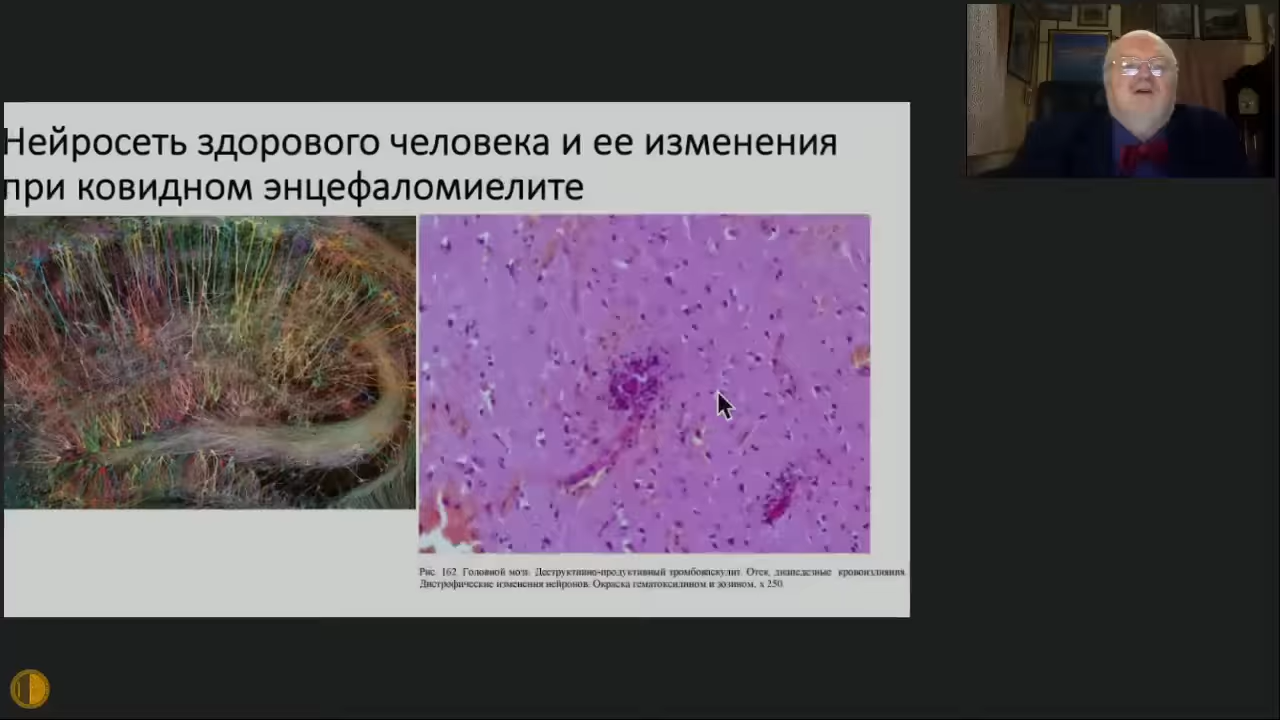 Нейросеть здорового человека и ее изменения
при ковидном энцефаломиелите
Рис. 162. Головной мозг. Деструктивно-продуктивный тромбоваскулит. Отек, диапедезные кровоизлияния.
Дистрофические изменения нейронов. Окраска гематоксилином и эозином, х 250.